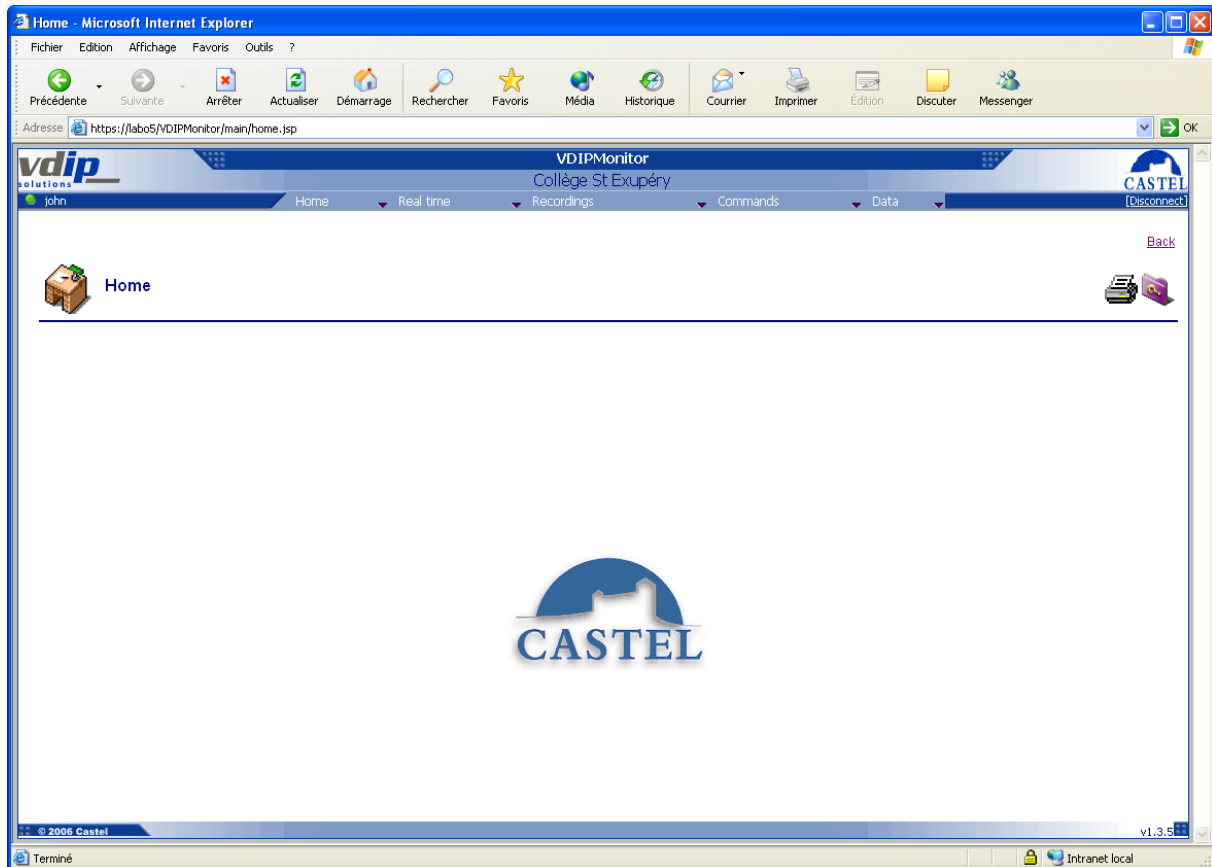 Home - Microsoft Internet Explorer
Fichier Edition Affichage Favoris Outils ?
Précédente Suivante Arrêter Actualiser Démarrage Rechercher Favoris Média Historique Courrier Imprimer Édition Discuter Messenger
Adresse https://labo5/VDIPMonitor/main/home.jsp OK
vdip solutions
VDIPMonitor
Collège St Exupéry
CASTEL
john Home Real time Recordings Commands Data [Disconnect]
Back
Home
CASTEL
© 2006 Castel v1.3.5
Terminé Intranet local